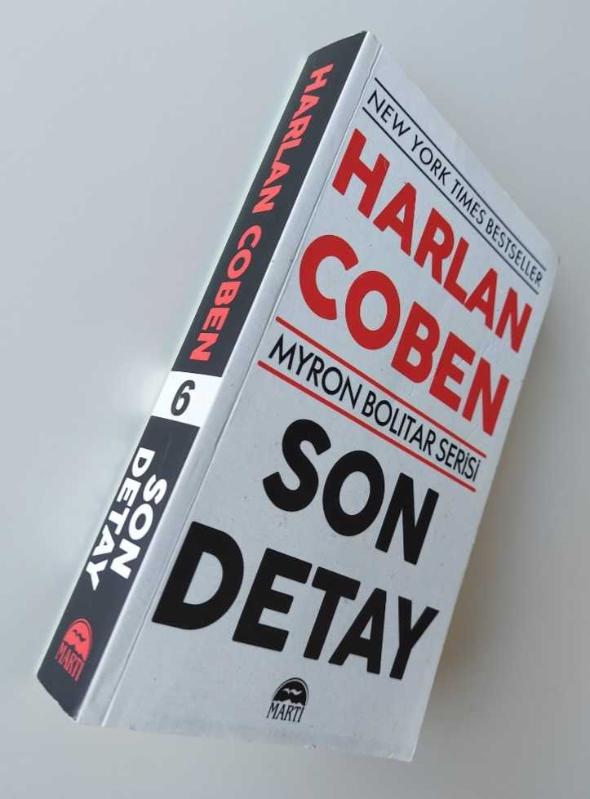 HARLAN COBEN
6
SON
DETAY
MARTI
NEW YORK TIMES BESTSELLER
HARLAN
COBEN
MYRON BOLITAR SERİSİ
SON
DETAY
MARTI